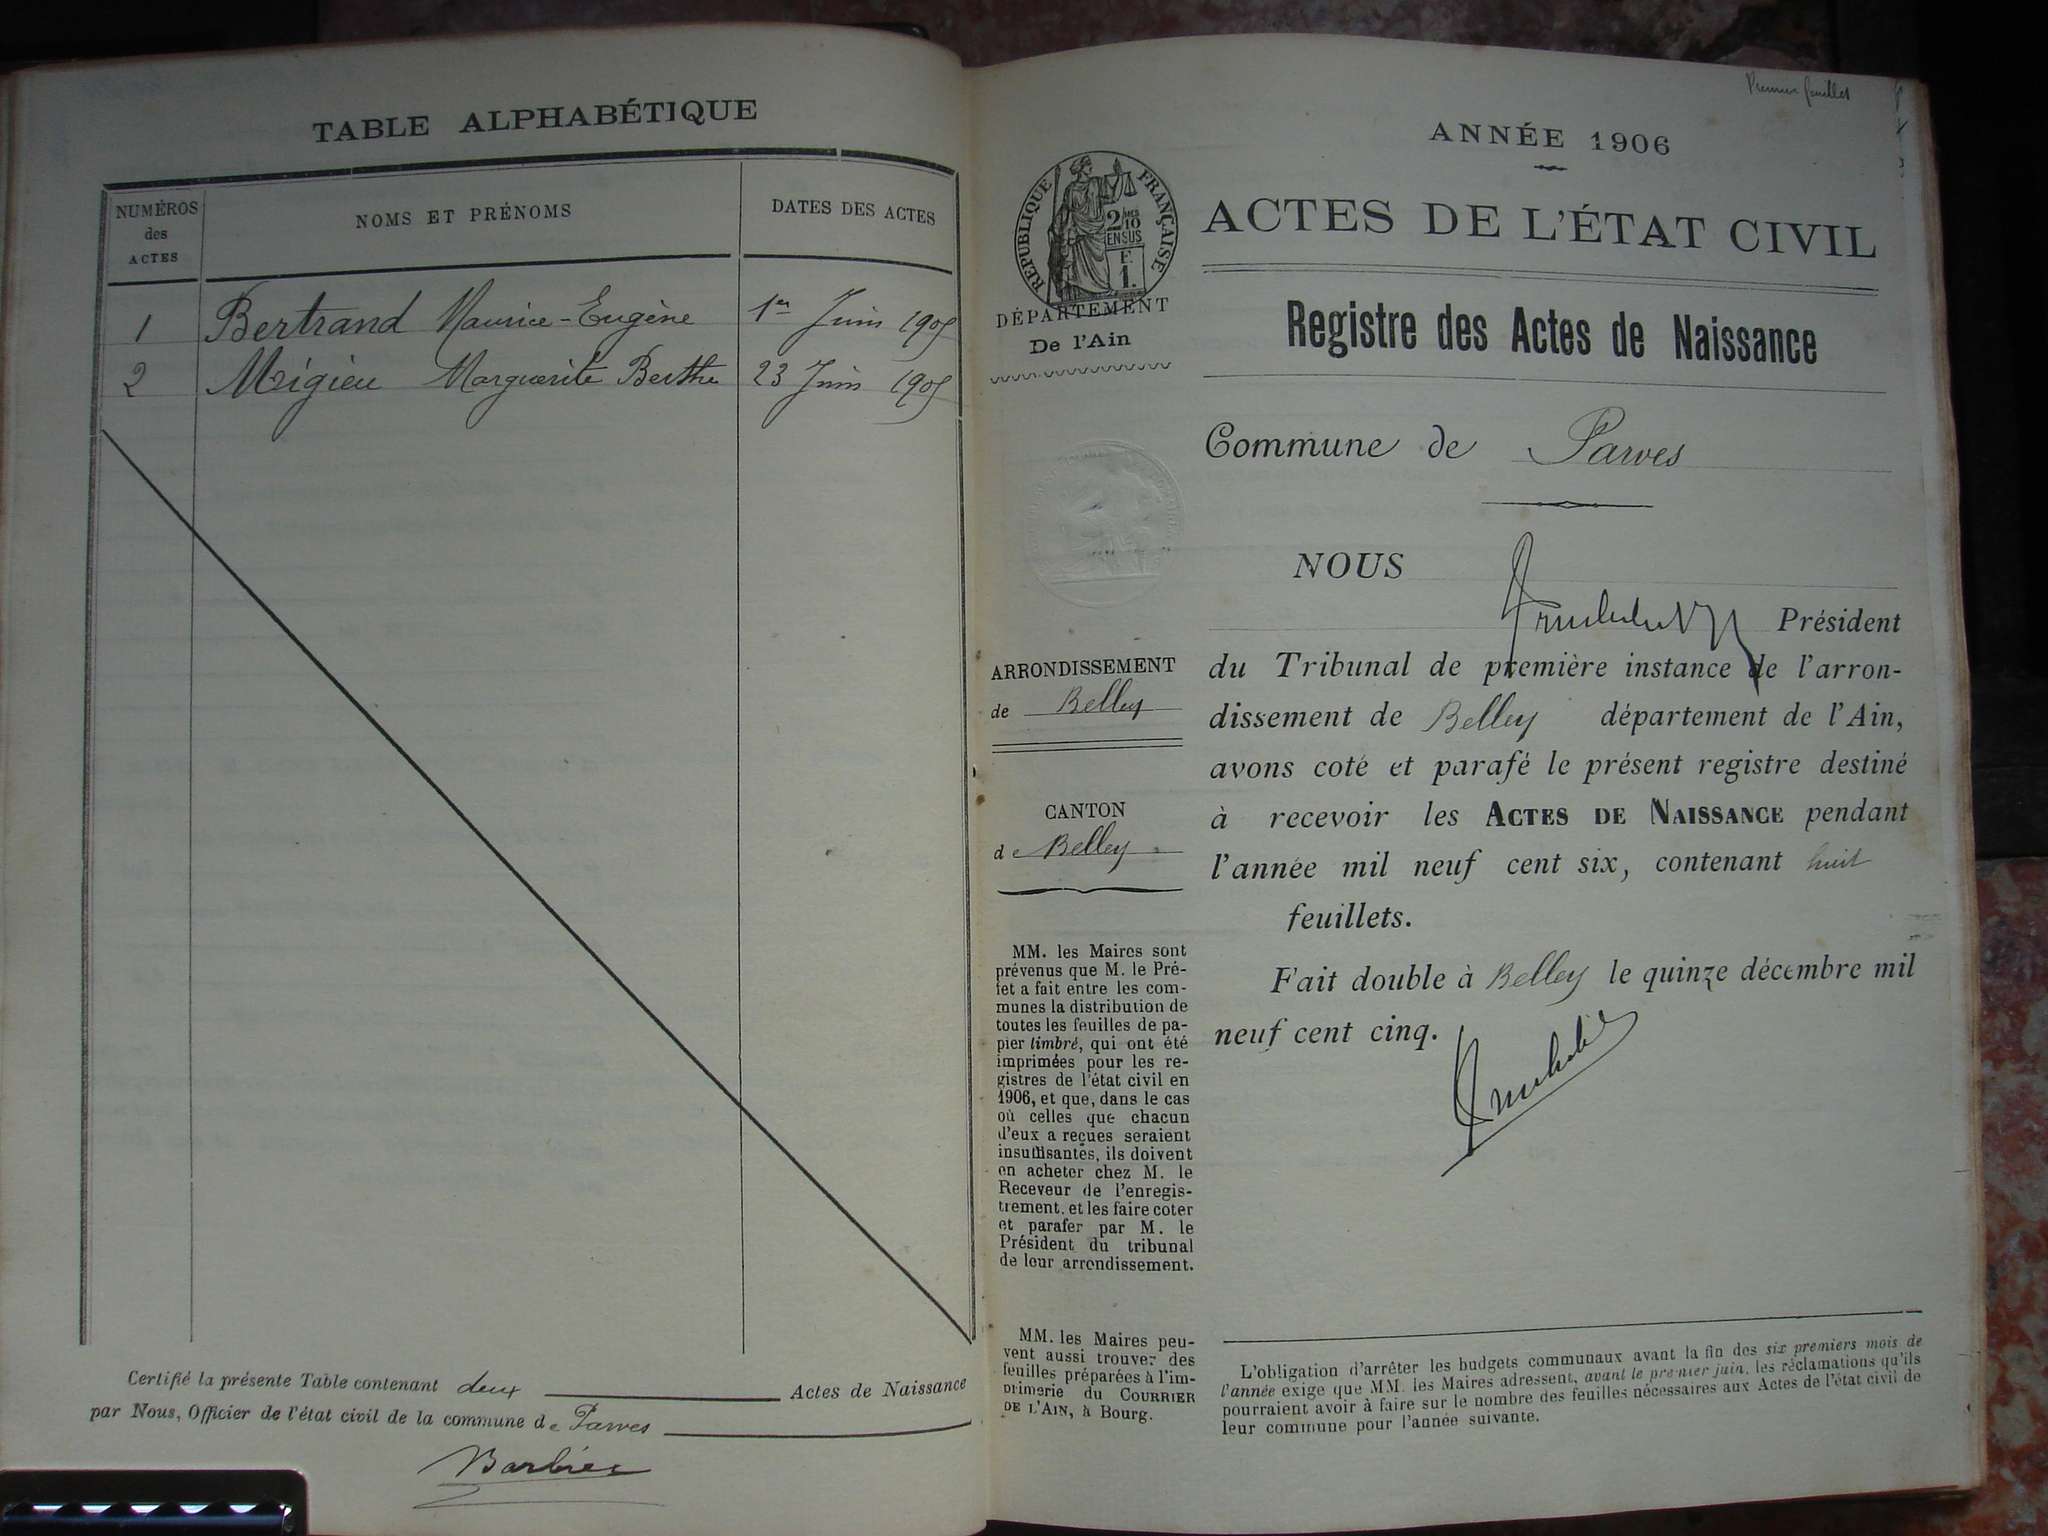 TABLE ALPHABÉTIQUE
NUMÉROS
des
ACTES
NOMS ET PRÉNOMS
DATES DES ACTES
1 Bertrand Maurice-Eugène 1er Juin 1905
2 Mrigieu Marguerite Berthe 23 Juin 1905
Certifié la présente Table contenant deux Actes de Naissance
par Nous, Officier de l'état civil de la commune de Parves
Barbier
Premier feuillet
ANNÉE 1906
RÉPUBLIQUE FRANÇAISE
2/10
EN SUS
F.
1.
ACTES DE L'ÉTAT CIVIL
DÉPARTEMENT
De l'Ain
Registre des Actes de Naissance
Commune de Parves
NOUS
Président
du Tribunal de première instance de l'arron-
dissement de Belley département de l'Ain,
avons coté et parafé le présent registre destiné
à recevoir les ACTES DE NAISSANCE pendant
l'année mil neuf cent six, contenant huit
feuillets.
Fait double à Belley le quinze décembre mil
neuf cent cinq.
ARRONDISSEMENT
de Belley
CANTON
de Belley
MM. les Maires sont
prévenus que M. le Pré-
fet a fait entre les com-
munes la distribution de
toutes les feuilles de pa-
pier timbré, qui ont été
imprimées pour les re-
gistres de l'état civil en
1906, et que, dans le cas
où celles que chacun
d'eux a reçues seraient
insuffisantes, ils doivent
en acheter chez M. le
Receveur de l'enregis-
trement, et les faire coter
et parafer par M. le
Président du tribunal
de leur arrondissement.
MM. les Maires peu-
vent aussi trouver des
feuilles préparées à l'im-
primerie du COURRIER
DE L'AIN, à Bourg.
L'obligation d'arrêter les budgets communaux avant la fin des six premiers mois de
l'année exige que MM. les Maires adressent, avant le premier juin, les réclamations qu'ils
pourraient avoir à faire sur le nombre des feuilles nécessaires aux Actes de l'état civil de
leur commune pour l'année suivante.